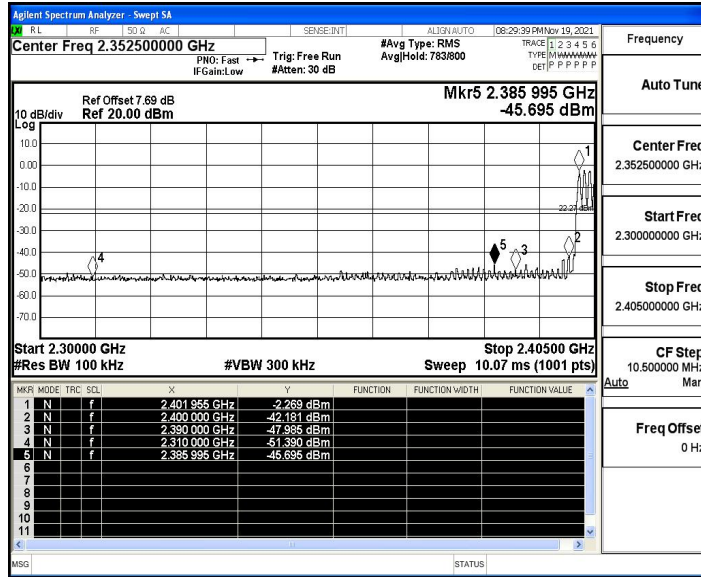 Agilent Spectrum Analyzer - Swept SA
LXI RL RF 50 Ω AC SENSE:INT ALIGN AUTO 08:29:39 PM Nov 19, 2021
Center Freq 2.352500000 GHz
PNO: Fast
IFGain:Low
Trig: Free Run
#Atten: 30 dB
#Avg Type: RMS
Avg|Hold: 783/800
TRACE 1 2 3 4 5 6
TYPE M W W W W W
DET P P P P P P
Ref Offset 7.69 dB
10 dB/div Ref 20.00 dBm
Log
Mkr5 2.385 995 GHz
-45.695 dBm
10.0
0.00
-10.0
-20.0
-30.0
-40.0
-50.0
-60.0
-70.0
1
2
3
4
5
Start 2.30000 GHz Stop 2.40500 GHz
#Res BW 100 kHz #VBW 300 kHz Sweep 10.07 ms (1001 pts)
MKR MODE TRC SCL X Y FUNCTION FUNCTION WIDTH FUNCTION VALUE
1 N f 2.401 955 GHz -2.269 dBm
2 N f 2.400 000 GHz -42.181 dBm
3 N f 2.390 000 GHz -47.985 dBm
4 N f 2.310 000 GHz -51.390 dBm
5 N f 2.385 995 GHz -45.695 dBm
6
7
8
9
10
11
MSG STATUS
Frequency
Auto Tune
Center Freq
2.352500000 GHz
Start Freq
2.300000000 GHz
Stop Freq
2.405000000 GHz
CF Step
10.500000 MHz
Auto Man
Freq Offset
0 Hz